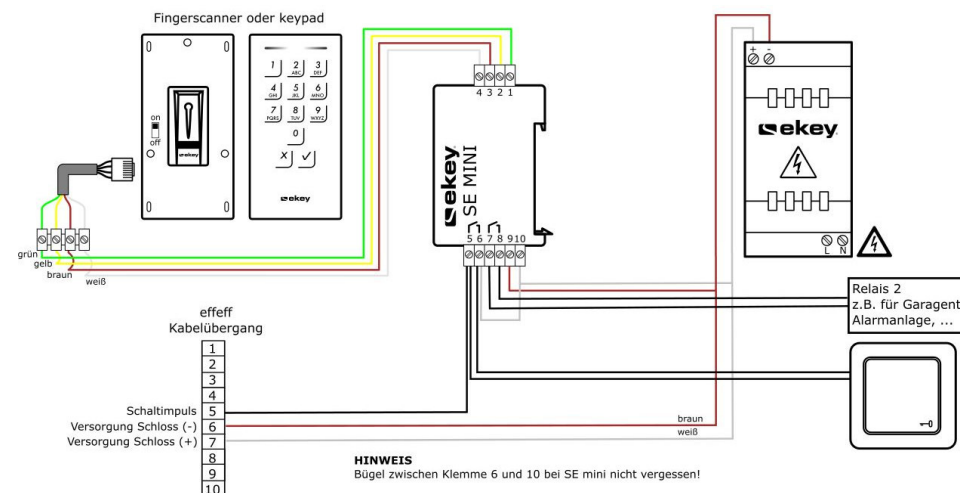 Fingerscanner oder keypad
on
off
ekey
1 2 ABC 3 DEF
4 GHI 5 JKL 6 MNO
7 PQRS 8 TUV 9 WXYZ
0
ekey
grün
gelb
braun
weiß
4 3 2 1
ekey
SE MINI
5 6 7 8 9 10
+ -
ekey
L N
Relais 2
z.B. für Garagent
Alarmanlage, ...
effeff
Kabelübergang
1
2
3
4
Schaltimpuls 5
Versorgung Schloss (-) 6
Versorgung Schloss (+) 7
8
9
10
braun
weiß
HINWEIS
Bügel zwischen Klemme 6 und 10 bei SE mini nicht vergessen!